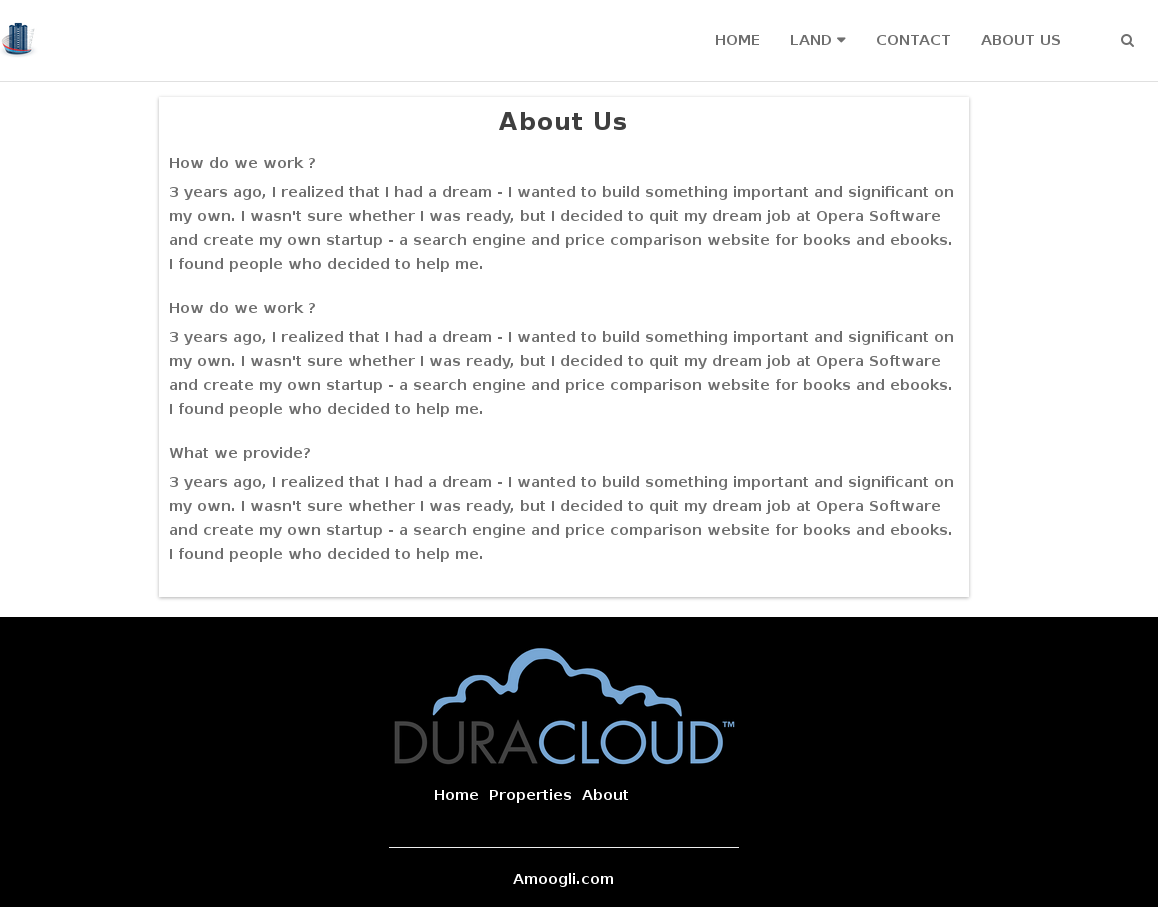 HOME LAND CONTACT ABOUT US
About Us
How do we work ?
3 years ago, I realized that I had a dream - I wanted to build something important and significant on
my own. I wasn't sure whether I was ready, but I decided to quit my dream job at Opera Software
and create my own startup - a search engine and price comparison website for books and ebooks.
I found people who decided to help me.
How do we work ?
3 years ago, I realized that I had a dream - I wanted to build something important and significant on
my own. I wasn't sure whether I was ready, but I decided to quit my dream job at Opera Software
and create my own startup - a search engine and price comparison website for books and ebooks.
I found people who decided to help me.
What we provide?
3 years ago, I realized that I had a dream - I wanted to build something important and significant on
my own. I wasn't sure whether I was ready, but I decided to quit my dream job at Opera Software
and create my own startup - a search engine and price comparison website for books and ebooks.
I found people who decided to help me.
DURACLOUD™
Home Properties About
Amoogli.com